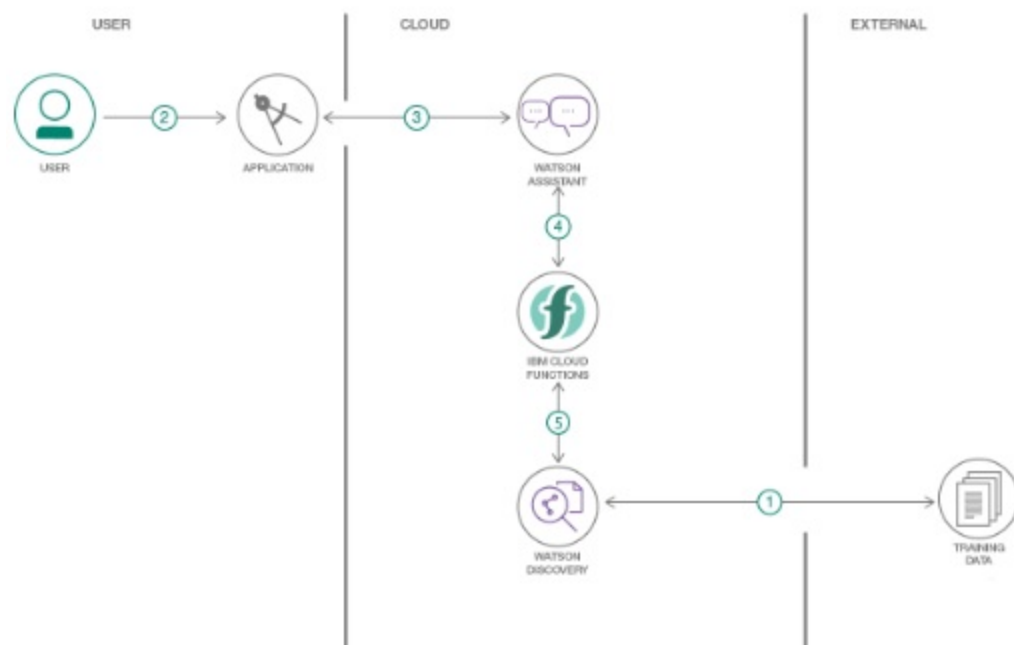 USER
CLOUD
EXTERNAL
2
3
USER
APPLICATION
WATSON
ASSISTANT
4
IBM CLOUD
FUNCTIONS
5
1
WATSON
DISCOVERY
TRAINING
DATA